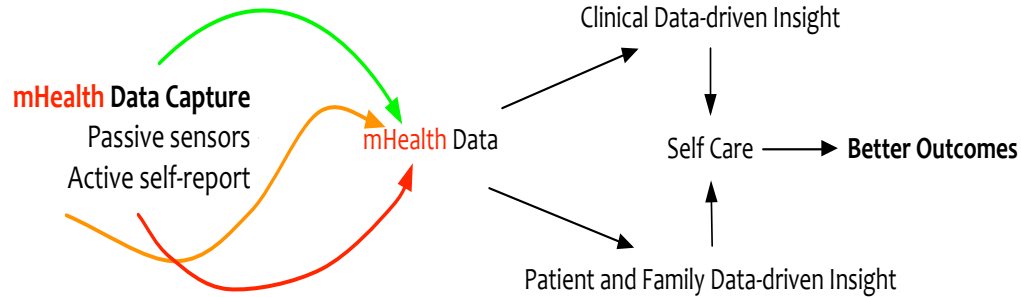 Clinical Data-driven Insight
mHealth Data Capture
Passive sensors
Active self-report
mHealth Data
Self Care
Better Outcomes
Patient and Family Data-driven Insight